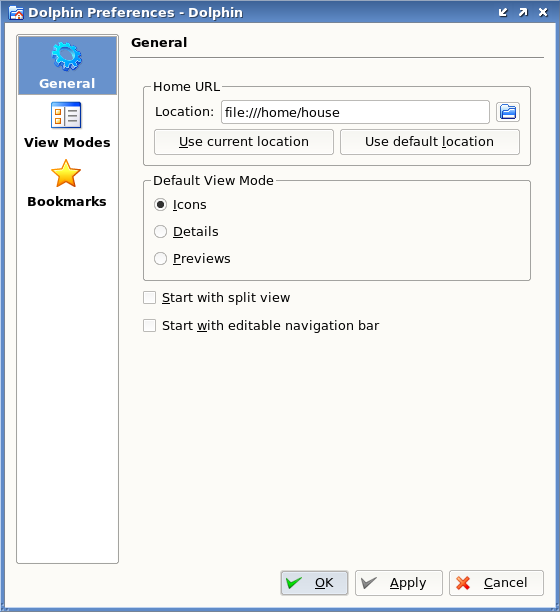 Dolphin Preferences - Dolphin
General
View Modes
Bookmarks
General
Home URL
Location: file:///home/house
Use current location Use default location
Default View Mode
Icons
Details
Previews
Start with split view
Start with editable navigation bar
OK Apply Cancel